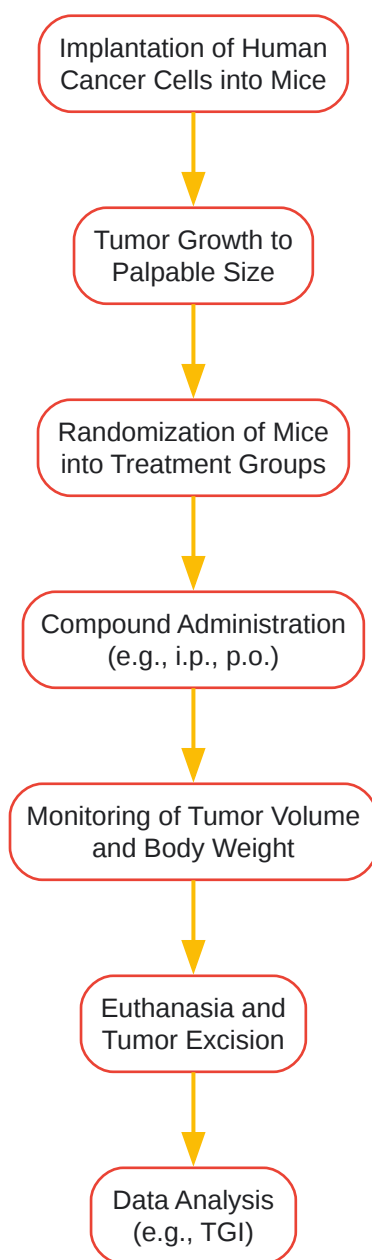 Implantation of Human
Cancer Cells into Mice
Tumor Growth to
Palpable Size
Randomization of Mice
into Treatment Groups
Compound Administration
(e.g., i.p., p.o.)
Monitoring of Tumor Volume
and Body Weight
Euthanasia and
Tumor Excision
Data Analysis
(e.g., TGI)